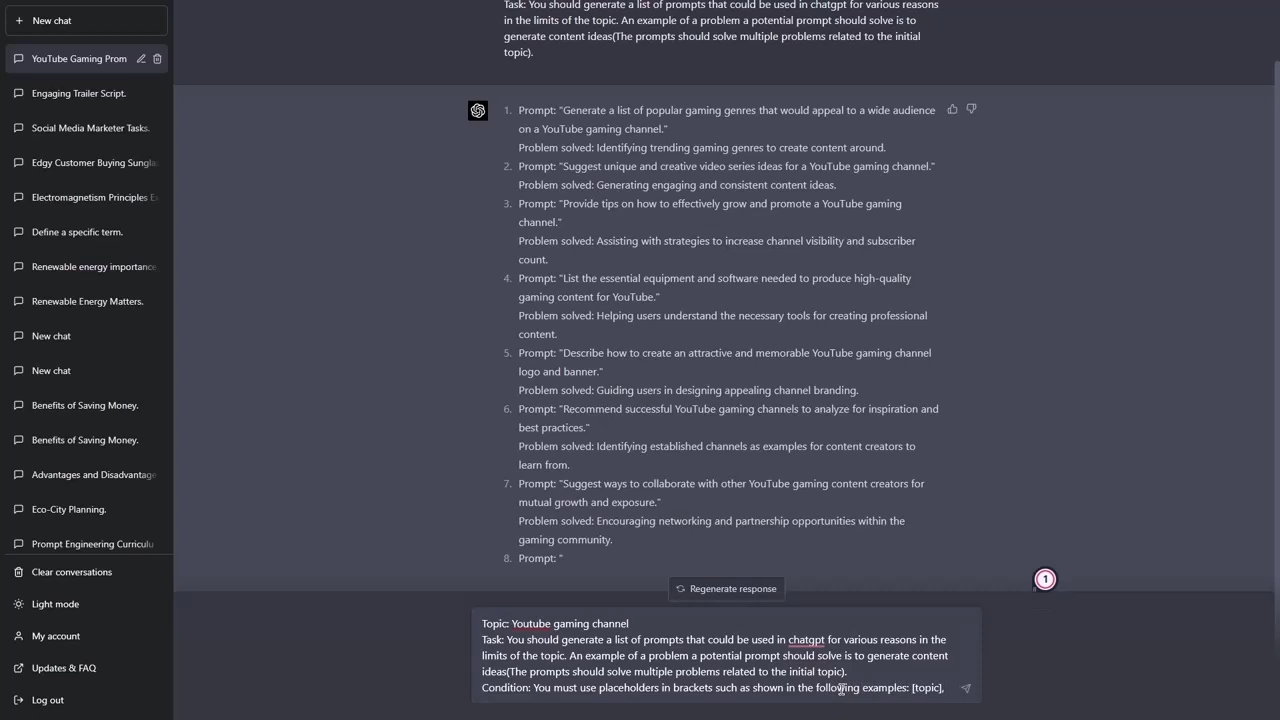 New chat
YouTube Gaming Prom
Engaging Trailer Script.
Social Media Marketer Tasks.
Edgy Customer Buying Sungla
Electromagnetism Principles E
Define a specific term.
Renewable energy importance
Renewable Energy Matters.
New chat
New chat
Benefits of Saving Money.
Benefits of Saving Money.
Advantages and Disadvantage
Eco-City Planning.
Prompt Engineering Curriculu
Clear conversations
Light mode
My account
Updates & FAQ
Log out
Task: You should generate a list of prompts that could be used in chatgpt for various reasons
in the limits of the topic. An example of a problem a potential prompt should solve is to
generate content ideas(The prompts should solve multiple problems related to the initial
topic).
1. Prompt: "Generate a list of popular gaming genres that would appeal to a wide audience
on a YouTube gaming channel."
Problem solved: Identifying trending gaming genres to create content around.
2. Prompt: "Suggest unique and creative video series ideas for a YouTube gaming channel."
Problem solved: Generating engaging and consistent content ideas.
3. Prompt: "Provide tips on how to effectively grow and promote a YouTube gaming
channel."
Problem solved: Assisting with strategies to increase channel visibility and subscriber
count.
4. Prompt: "List the essential equipment and software needed to produce high-quality
gaming content for YouTube."
Problem solved: Helping users understand the necessary tools for creating professional
content.
5. Prompt: "Describe how to create an attractive and memorable YouTube gaming channel
logo and banner."
Problem solved: Guiding users in designing appealing channel branding.
6. Prompt: "Recommend successful YouTube gaming channels to analyze for inspiration and
best practices."
Problem solved: Identifying established channels as examples for content creators to
learn from.
7. Prompt: "Suggest ways to collaborate with other YouTube gaming content creators for
mutual growth and exposure."
Problem solved: Encouraging networking and partnership opportunities within the
gaming community.
8. Prompt: "
1
Regenerate response
Topic: Youtube gaming channel
Task: You should generate a list of prompts that could be used in chatgpt for various reasons in the
limits of the topic. An example of a problem a potential prompt should solve is to generate content
ideas(The prompts should solve multiple problems related to the initial topic).
Condition: You must use placeholders in brackets such as shown in the following examples: [topic],